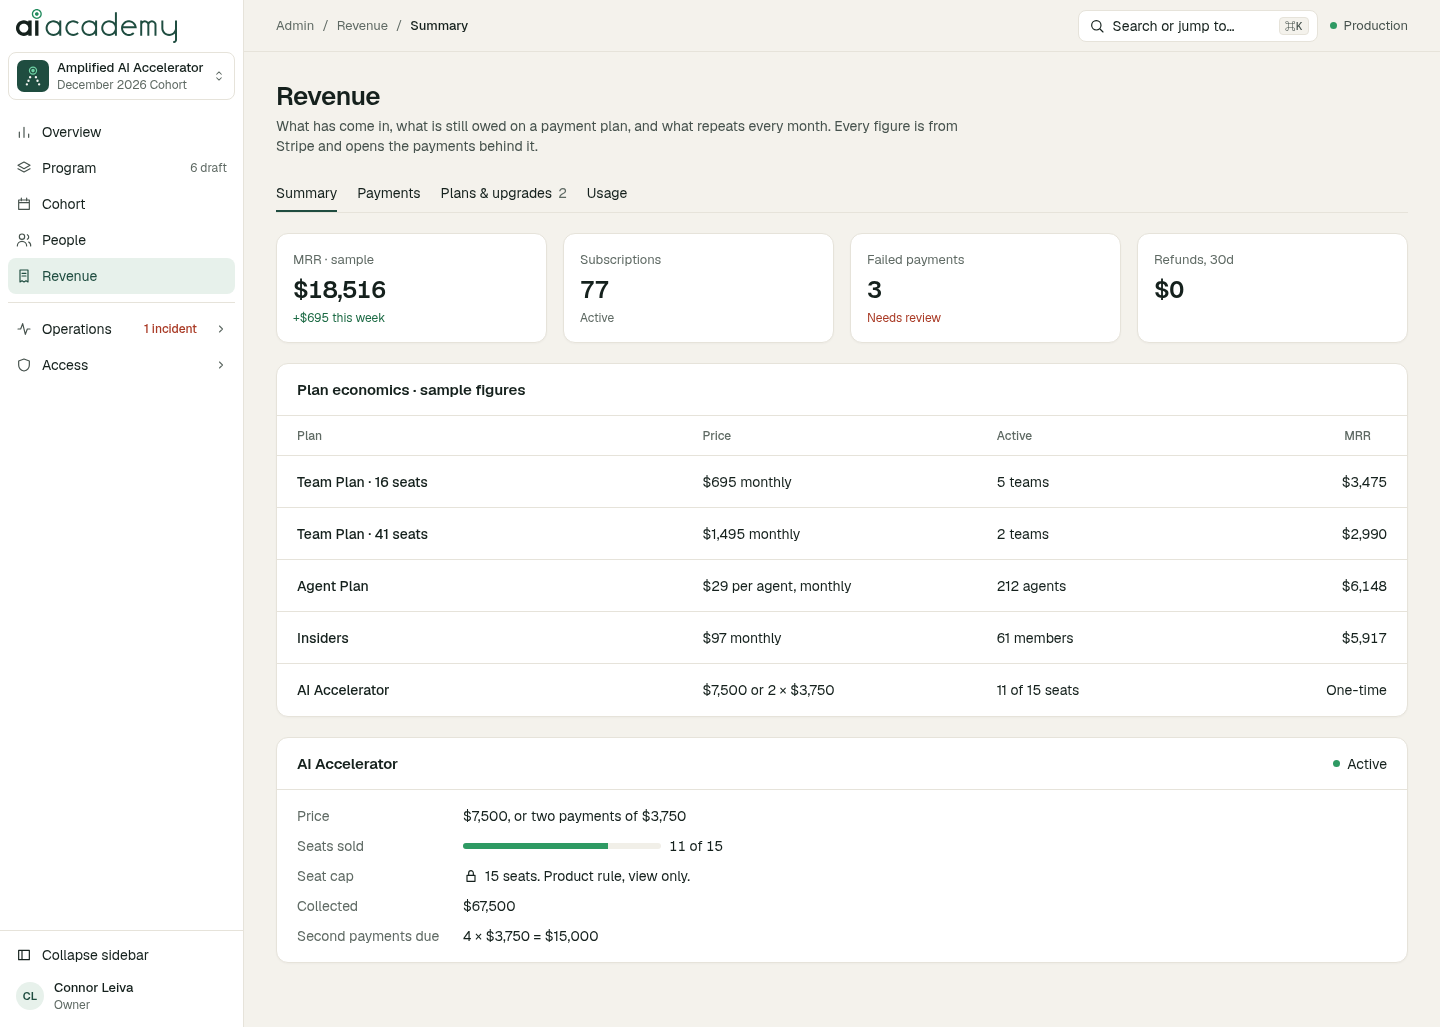 ai academy
Amplified AI Accelerator
December 2026 Cohort
Overview
Program 6 draft
Cohort
People
Revenue
Operations 1 incident
Access
Collapse sidebar
CL
Connor Leiva
Owner
Admin / Revenue / Summary
Search or jump to... ⌘K
Production
Revenue
What has come in, what is still owed on a payment plan, and what repeats every month. Every figure is from
Stripe and opens the payments behind it.
Summary Payments Plans & upgrades 2 Usage
MRR · sample
$18,516
+$695 this week
Subscriptions
77
Active
Failed payments
3
Needs review
Refunds, 30d
$0
Plan economics · sample figures
Plan Price Active MRR
Team Plan · 16 seats $695 monthly 5 teams $3,475
Team Plan · 41 seats $1,495 monthly 2 teams $2,990
Agent Plan $29 per agent, monthly 212 agents $6,148
Insiders $97 monthly 61 members $5,917
AI Accelerator $7,500 or 2 × $3,750 11 of 15 seats One-time
AI Accelerator Active
Price $7,500, or two payments of $3,750
Seats sold 11 of 15
Seat cap 15 seats. Product rule, view only.
Collected $67,500
Second payments due 4 × $3,750 = $15,000